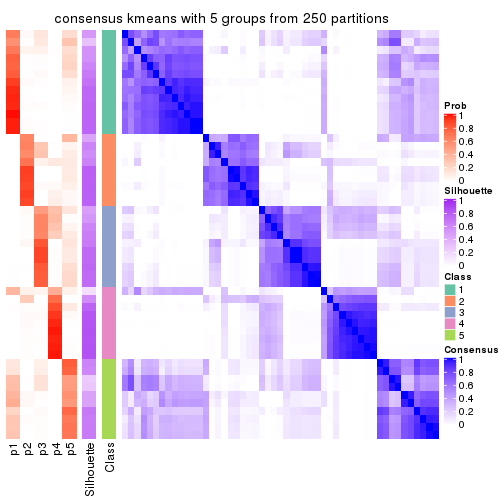 consensus kmeans with 5 groups from 250 partitions
Prob
1
0.8
0.6
0.4
0.2
0
Silhouette
1
0.8
0.6
0.4
0.2
0
Class
1
2
3
4
5
Consensus
1
0.8
0.6
0.4
0.2
0
p1
p2
p3
p4
p5
Silhouette
Class